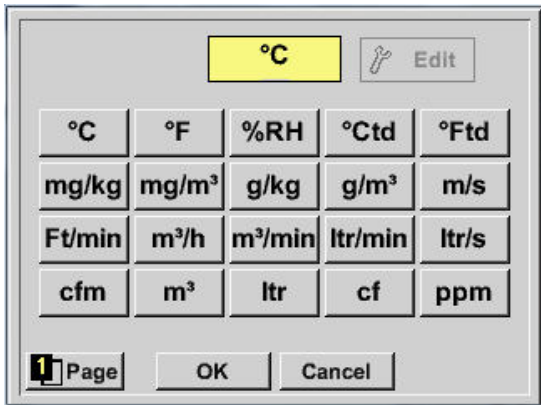 °C Edit
°C °F %RH °Ctd °Ftd
mg/kg mg/m³ g/kg g/m³ m/s
Ft/min m³/h m³/min ltr/min ltr/s
cfm m³ ltr cf ppm
1 Page OK Cancel